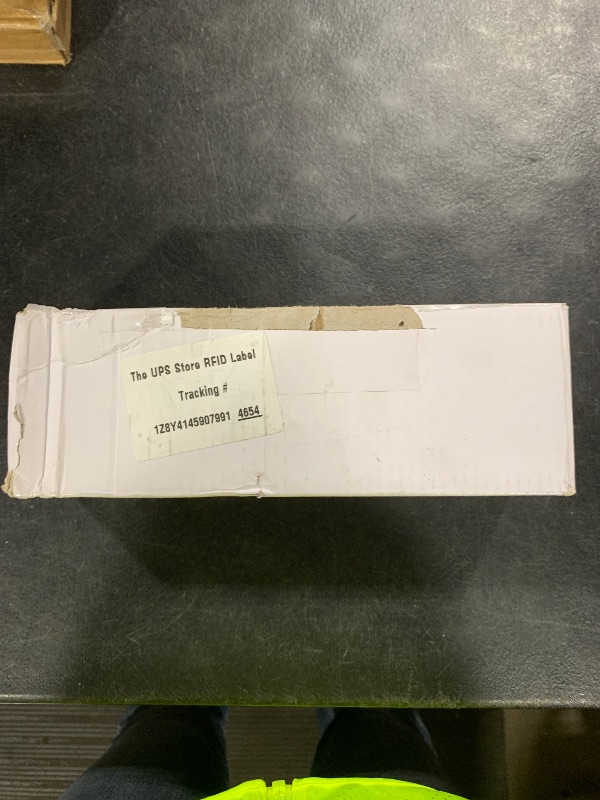 The UPS Store RFID Label
Tracking #
1Z8Y4145907991 4654